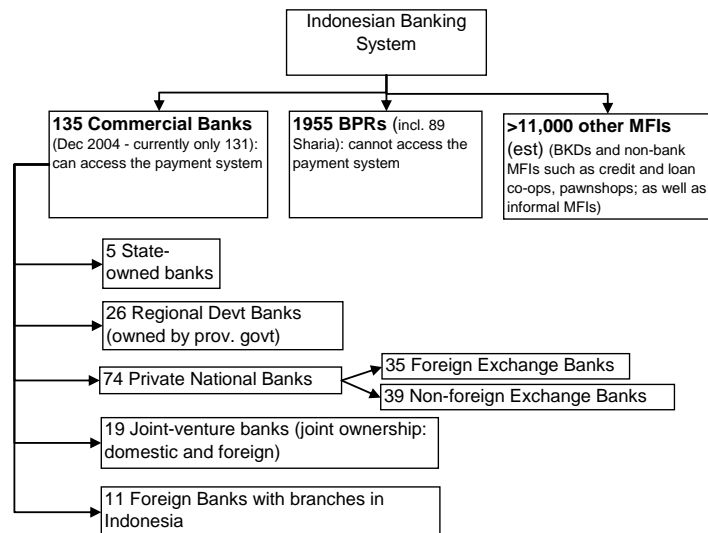 Indonesian Banking
System
135 Commercial Banks
(Dec 2004 - currently only 131):
can access the payment system
1955 BPRs (incl. 89
Sharia): cannot access the
payment system
>11,000 other MFIs
(est) (BKDs and non-bank
MFIs such as credit and loan
co-ops, pawnshops; as well as
informal MFIs)
5 State-
owned banks
26 Regional Devt Banks
(owned by prov. govt)
74 Private National Banks
35 Foreign Exchange Banks
39 Non-foreign Exchange Banks
19 Joint-venture banks (joint ownership:
domestic and foreign)
11 Foreign Banks with branches in
Indonesia